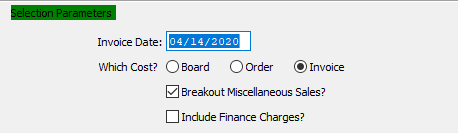 Selection Parameters
Invoice Date: 04/14/2020
Which Cost? Board Order Invoice
Breakout Miscellaneous Sales?
Include Finance Charges?